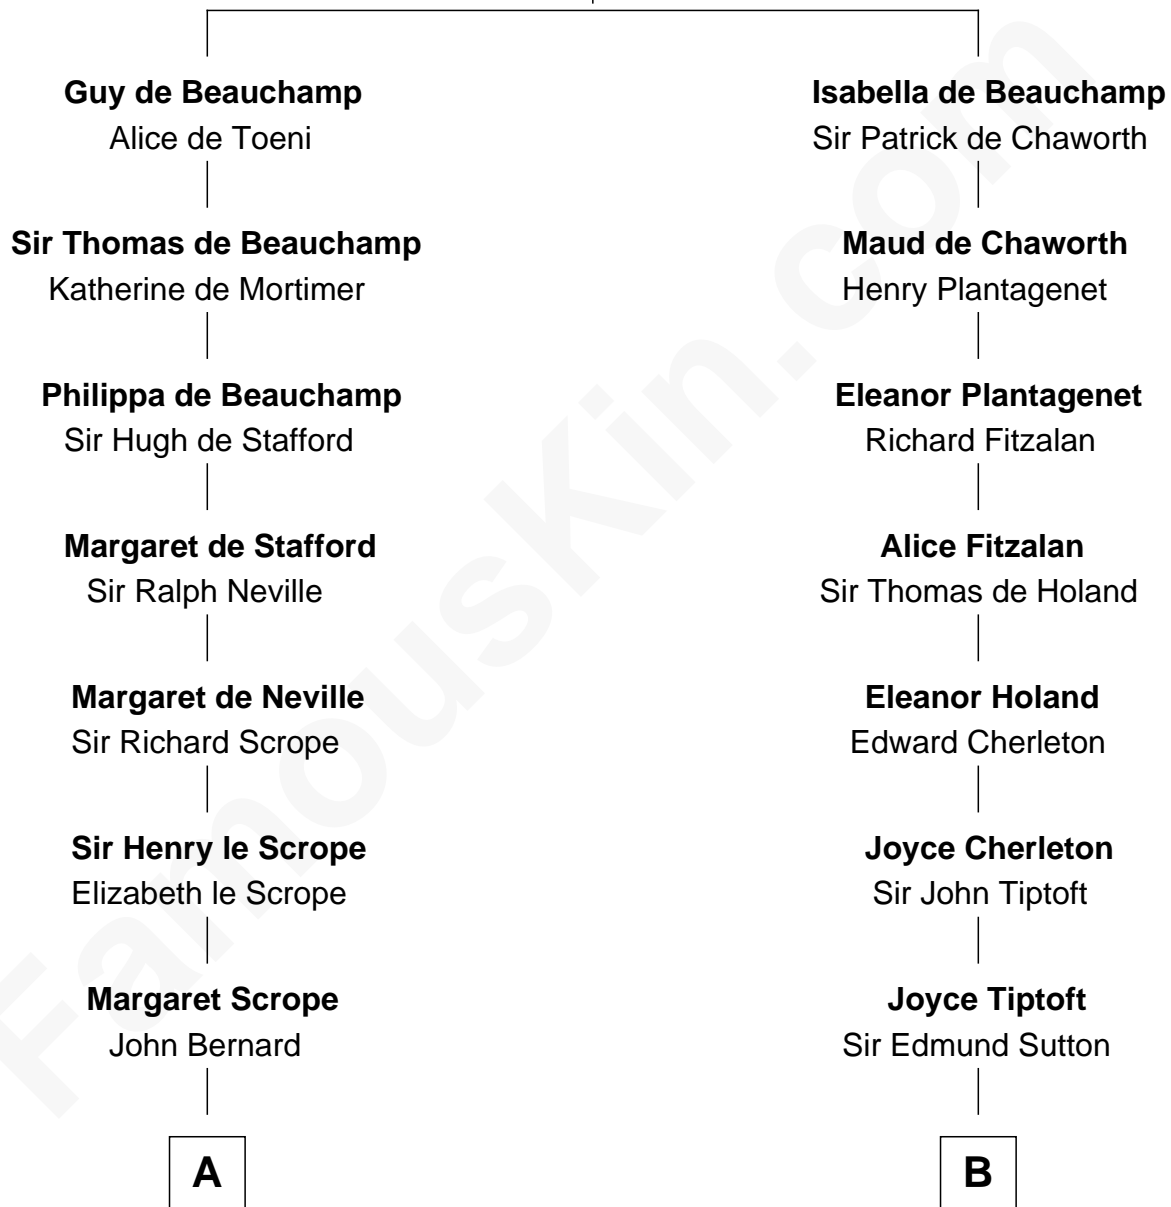 Guy de Beauchamp
Alice de Toeni
Isabella de Beauchamp
Sir Patrick de Chaworth
Sir Thomas de Beauchamp
Katherine de Mortimer
Maud de Chaworth
Henry Plantagenet
Philippa de Beauchamp
Sir Hugh de Stafford
Eleanor Plantagenet
Richard Fitzalan
Margaret de Stafford
Sir Ralph Neville
Alice Fitzalan
Sir Thomas de Holand
Margaret de Neville
Sir Richard Scrope
Eleanor Holand
Edward Cherleton
Sir Henry le Scrope
Elizabeth le Scrope
Joyce Cherleton
Sir John Tiptoft
Margaret Scrope
John Bernard
Joyce Tiptoft
Sir Edmund Sutton
A
B
FamousKin.com